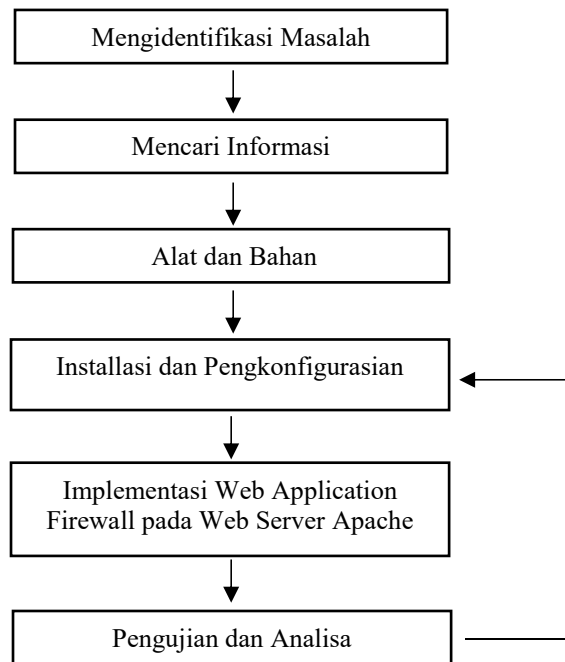 Mengidentifikasi Masalah
Mencari Informasi
Alat dan Bahan
Installasi dan Pengkonfigurasian
Implementasi Web Application
Firewall pada Web Server Apache
Pengujian dan Analisa